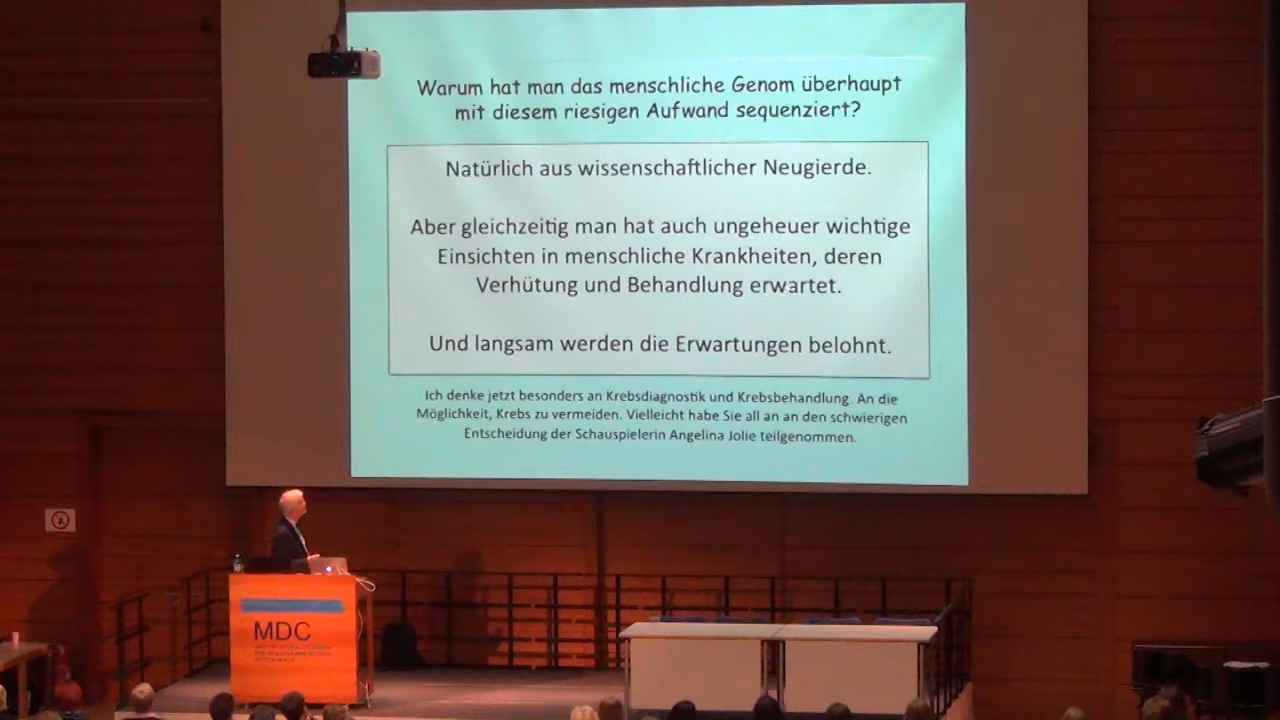 Warum hat man das menschliche Genom überhaupt
mit diesem riesigen Aufwand sequenziert?
Natürlich aus wissenschaftlicher Neugierde.
Aber gleichzeitig man hat auch ungeheuer wichtige
Einsichten in menschliche Krankheiten, deren
Verhütung und Behandlung erwartet.
Und langsam werden die Erwartungen belohnt.
Ich denke jetzt besonders an Krebsdiagnostik und Krebsbehandlung. An die
Möglichkeit, Krebs zu vermeiden. Vielleicht habe Sie all an an den schwierigen
Entscheidung der Schauspielerin Angelina Jolie teilgenommen.
MDC